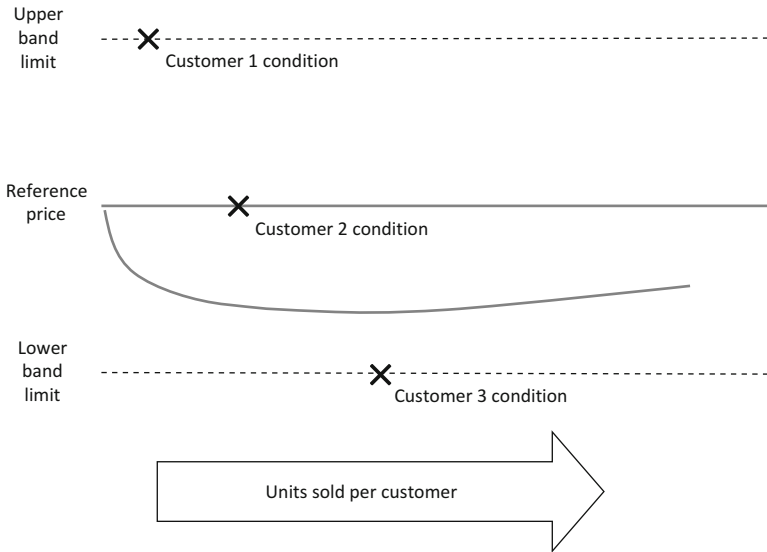 Upper
band
limit
Customer 1 condition
Reference
price
Customer 2 condition
Lower
band
limit
Customer 3 condition
Units sold per customer